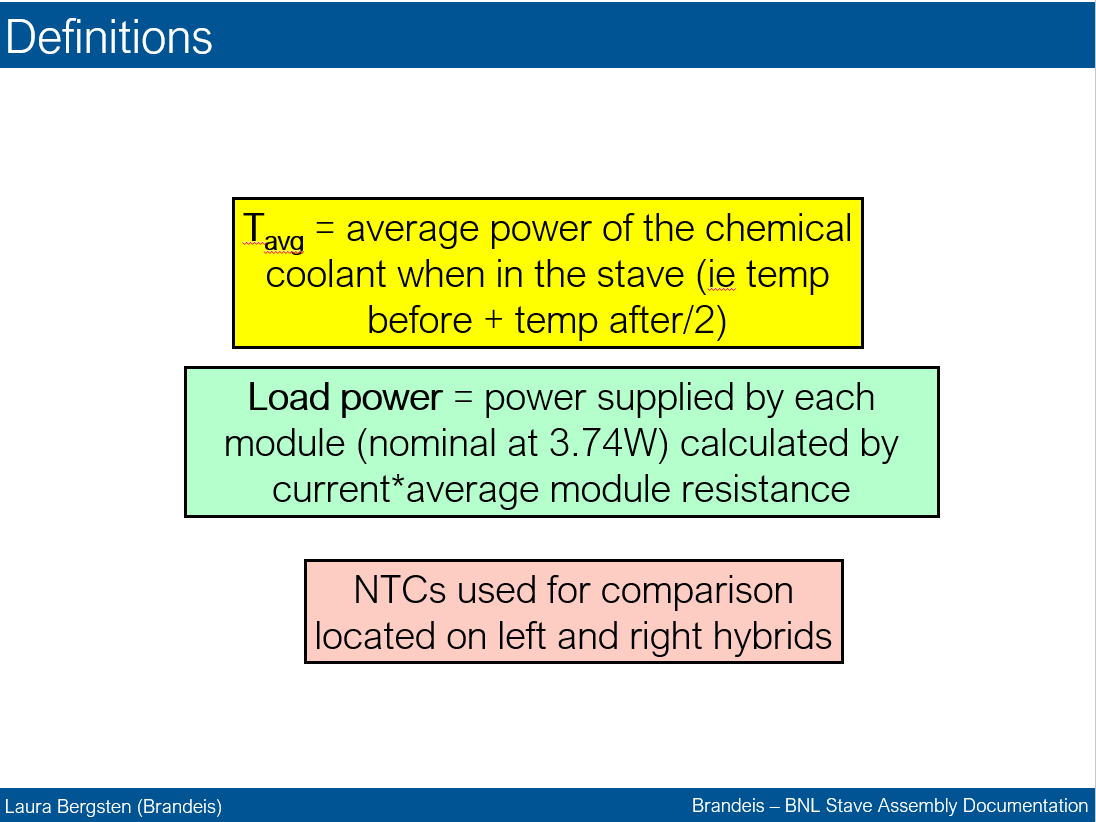 Definitions
Tavg = average power of the chemical
coolant when in the stave (ie temp
before + temp after/2)
Load power = power supplied by each
module (nominal at 3.74W) calculated by
current*average module resistance
NTCs used for comparison
located on left and right hybrids
Laura Bergsten (Brandeis)
Brandeis – BNL Stave Assembly Documentation